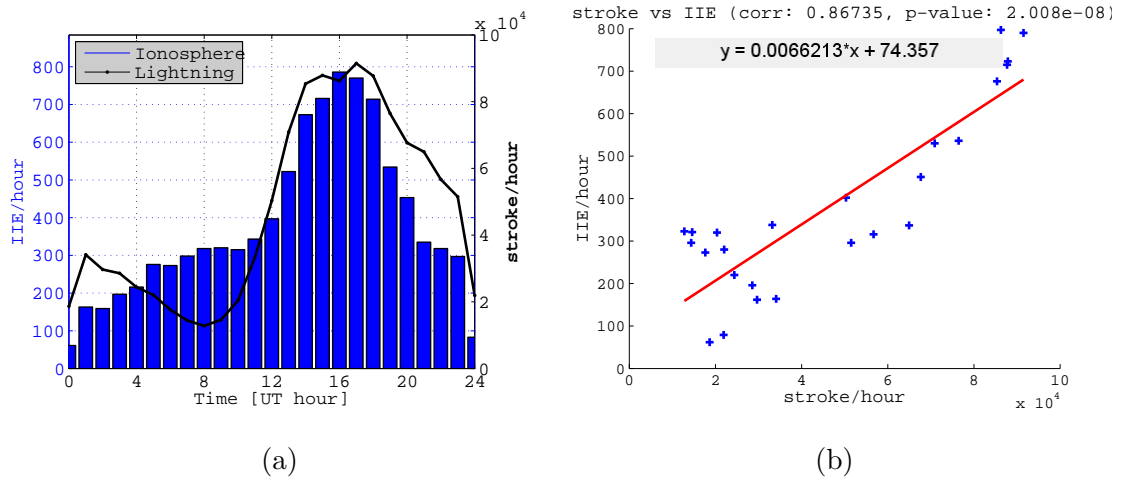 x 10^4
Ionosphere
Lightning
IIE/hour
0
100
200
300
400
500
600
700
800
0
2
4
6
8
10
stroke/hour
0 4 8 12 16 20 24
Time [UT hour]
(a)
stroke vs IIE (corr: 0.86735, p-value: 2.008e-08)
y = 0.0066213*x + 74.357
IIE/hour
800
700
600
500
400
300
200
100
0
0 2 4 6 8 10
stroke/hour
x 10^4
(b)